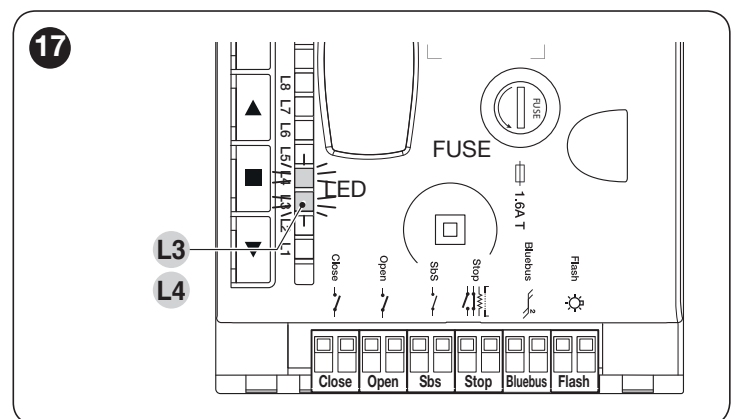 17
L8
L7
L6
L5
L4
L3
L2
L1
LED
FUSE
FUSE
1.6A T
L3
L4
Close
Open
SbS
Stop
Bluebus
2
Flash
Close
Open
Sbs
Stop
Bluebus
Flash